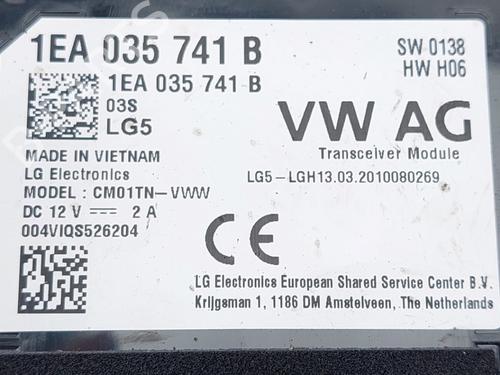 1EA 035 741 B
SW 0138
HW H06
1EA 035 741 B
03S
LG5
VW AG
Transceiver Module
MADE IN VIETNAM
LG Electronics
MODEL : CM01TN-VWW
DC 12 V ⎓ 2 A
004VIQS526204
LG5-LGH13.03.2010080269
CE
LG Electronics European Shared Service Center B.V.
Krijgsman 1, 1186 DM Amstelveen, The Netherlands